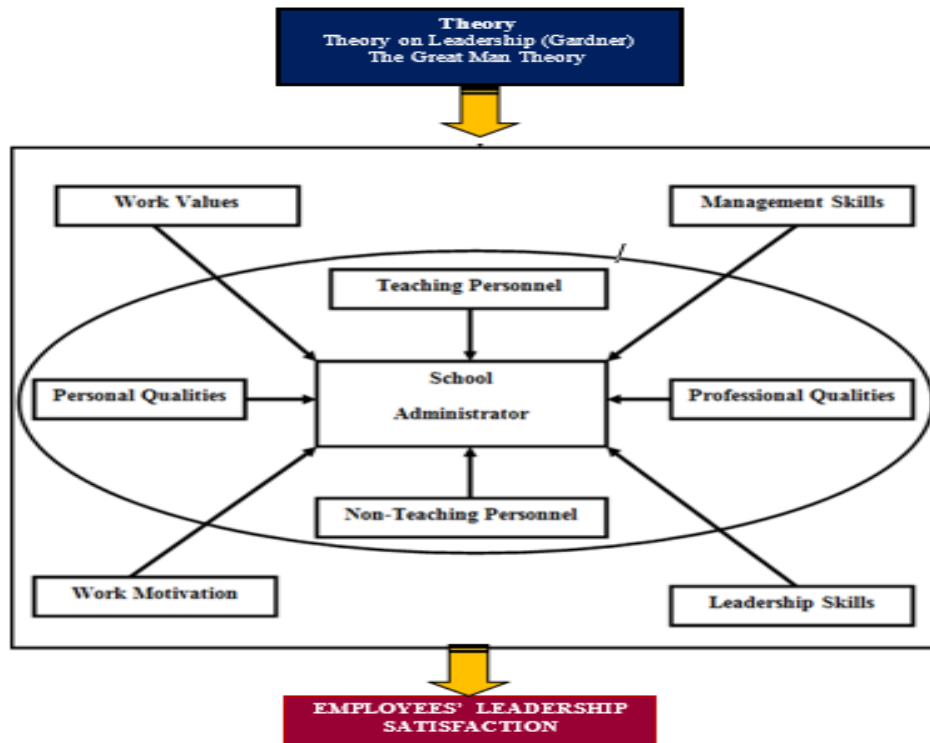 Theory
Theory on Leadership (Gardner)
The Great Man Theory
Work Values
Management Skills
Teaching Personnel
School
Administrator
Personal Qualities
Professional Qualities
Non-Teaching Personnel
Work Motivation
Leadership Skills
EMPLOYEES' LEADERSHIP
SATISFACTION